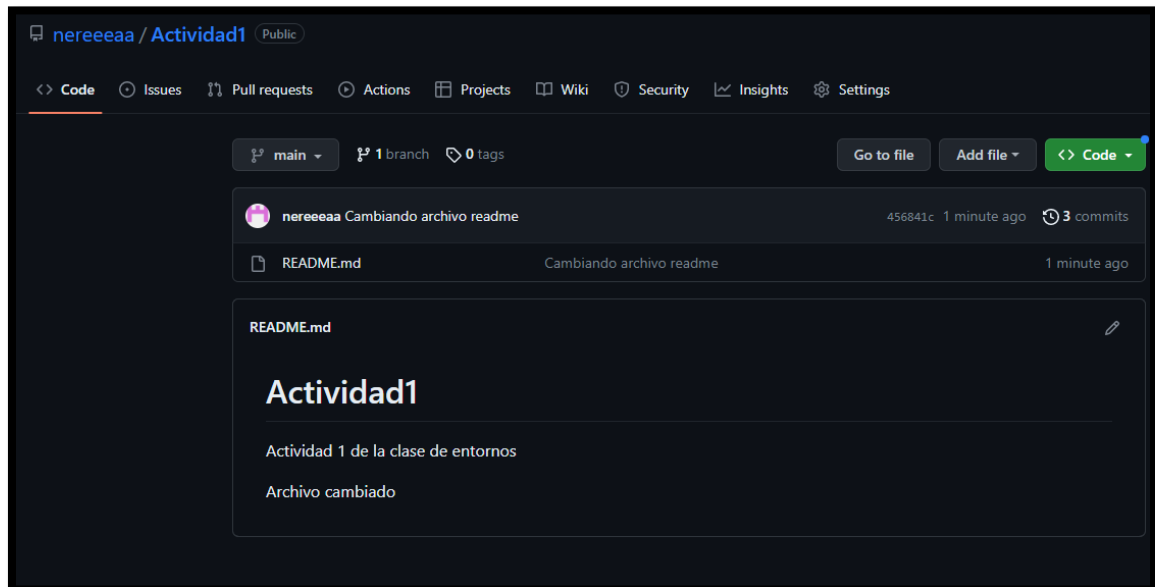 nereeeaa / Actividad1 Public
Code Issues Pull requests Actions Projects Wiki Security Insights Settings
main 1 branch 0 tags Go to file Add file Code
nereeeaa Cambiando archivo readme 456841c 1 minute ago 3 commits
README.md Cambiando archivo readme 1 minute ago
README.md
Actividad1
Actividad 1 de la clase de entornos
Archivo cambiado